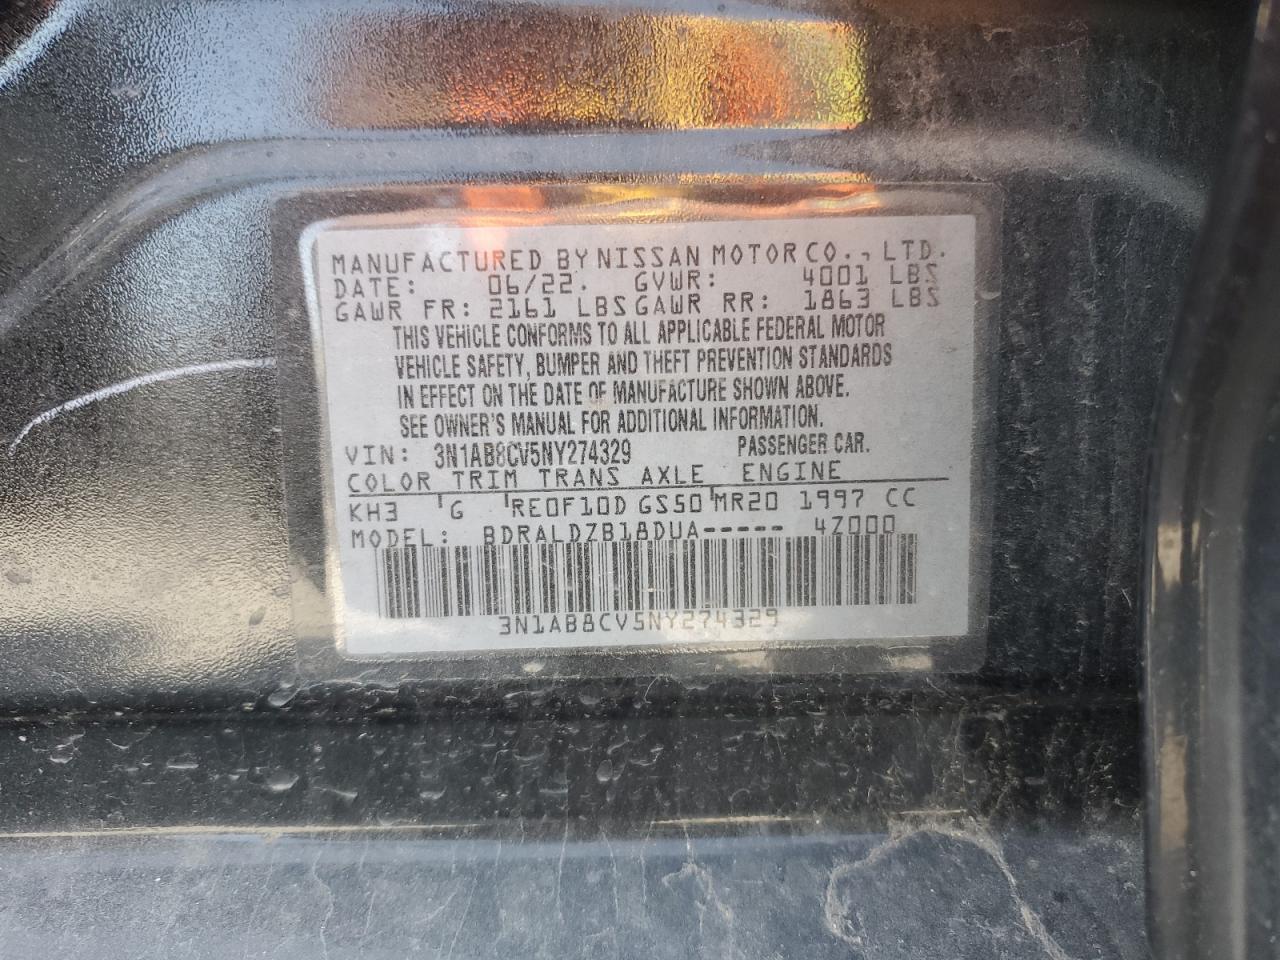 MANUFACTURED BY NISSAN MOTOR CO., LTD.
DATE: 06/22. GVWR: 4001 LBS
GAWR FR: 2161 LBS GAWR RR: 1863 LBS
THIS VEHICLE CONFORMS TO ALL APPLICABLE FEDERAL MOTOR
VEHICLE SAFETY, BUMPER AND THEFT PREVENTION STANDARDS
IN EFFECT ON THE DATE OF MANUFACTURE SHOWN ABOVE.
SEE OWNER'S MANUAL FOR ADDITIONAL INFORMATION.
VIN: 3N1AB8CV5NY274329 PASSENGER CAR.
COLOR TRIM TRANS AXLE ENGINE
KH3 G RE0F10D GS50 MR20 1997 CC
MODEL: BDRALDZB18DUA----- 4Z000
3N1AB8CV5NY274329